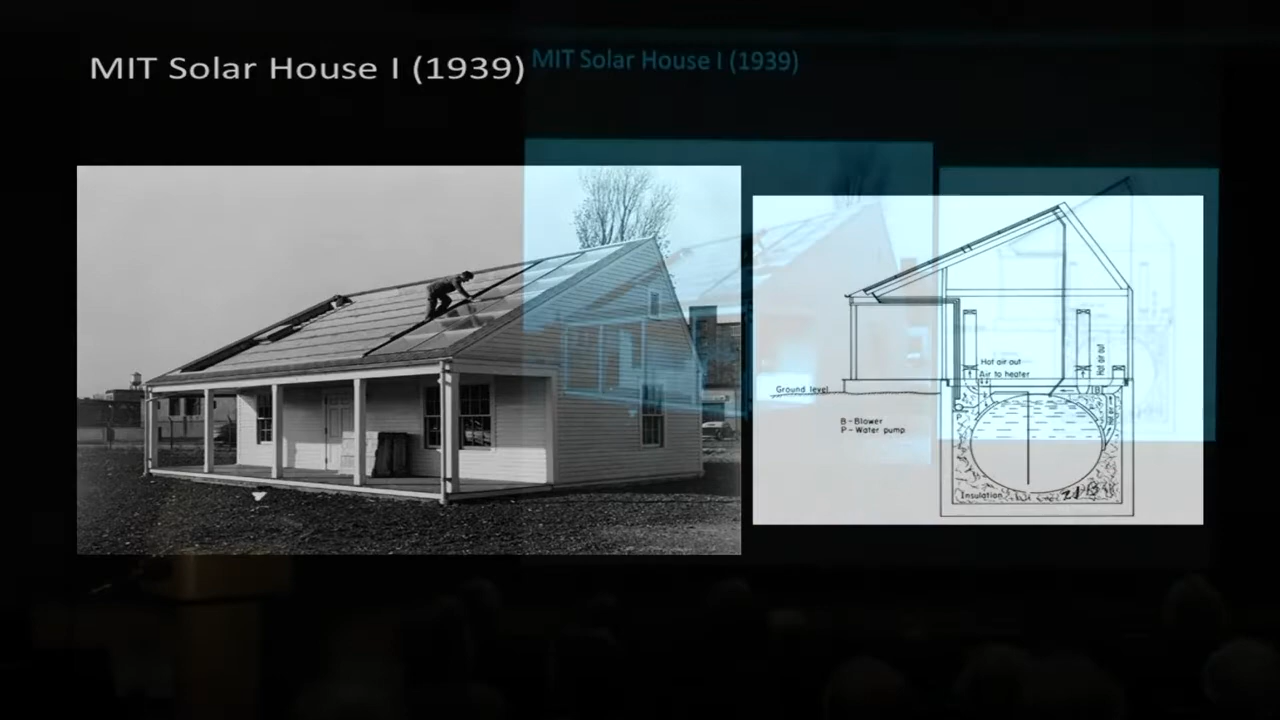 MIT Solar House I (1939)
MIT Solar House I (1939)
Hot air out
Air to heater
Hot air out
Ground level
B
P
B - Blower
P - Water pump
Insulation